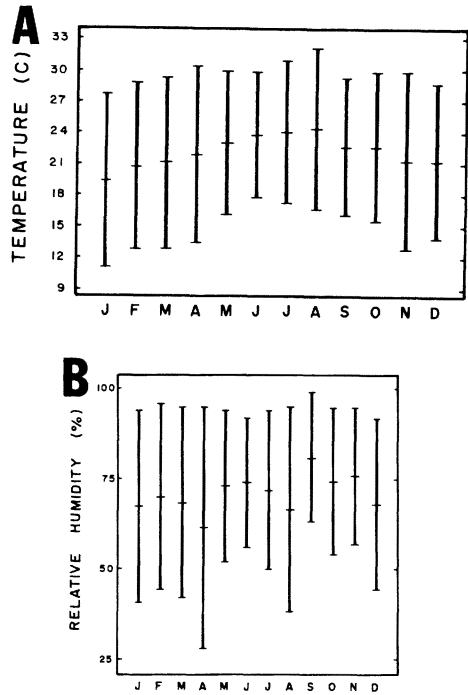 A
TEMPERATURE (C)
33
30
27
24
21
18
15
12
9
J F M A M J J A S O N D
B
RELATIVE HUMIDITY (%)
100
75
50
25
J F M A M J J A S O N D